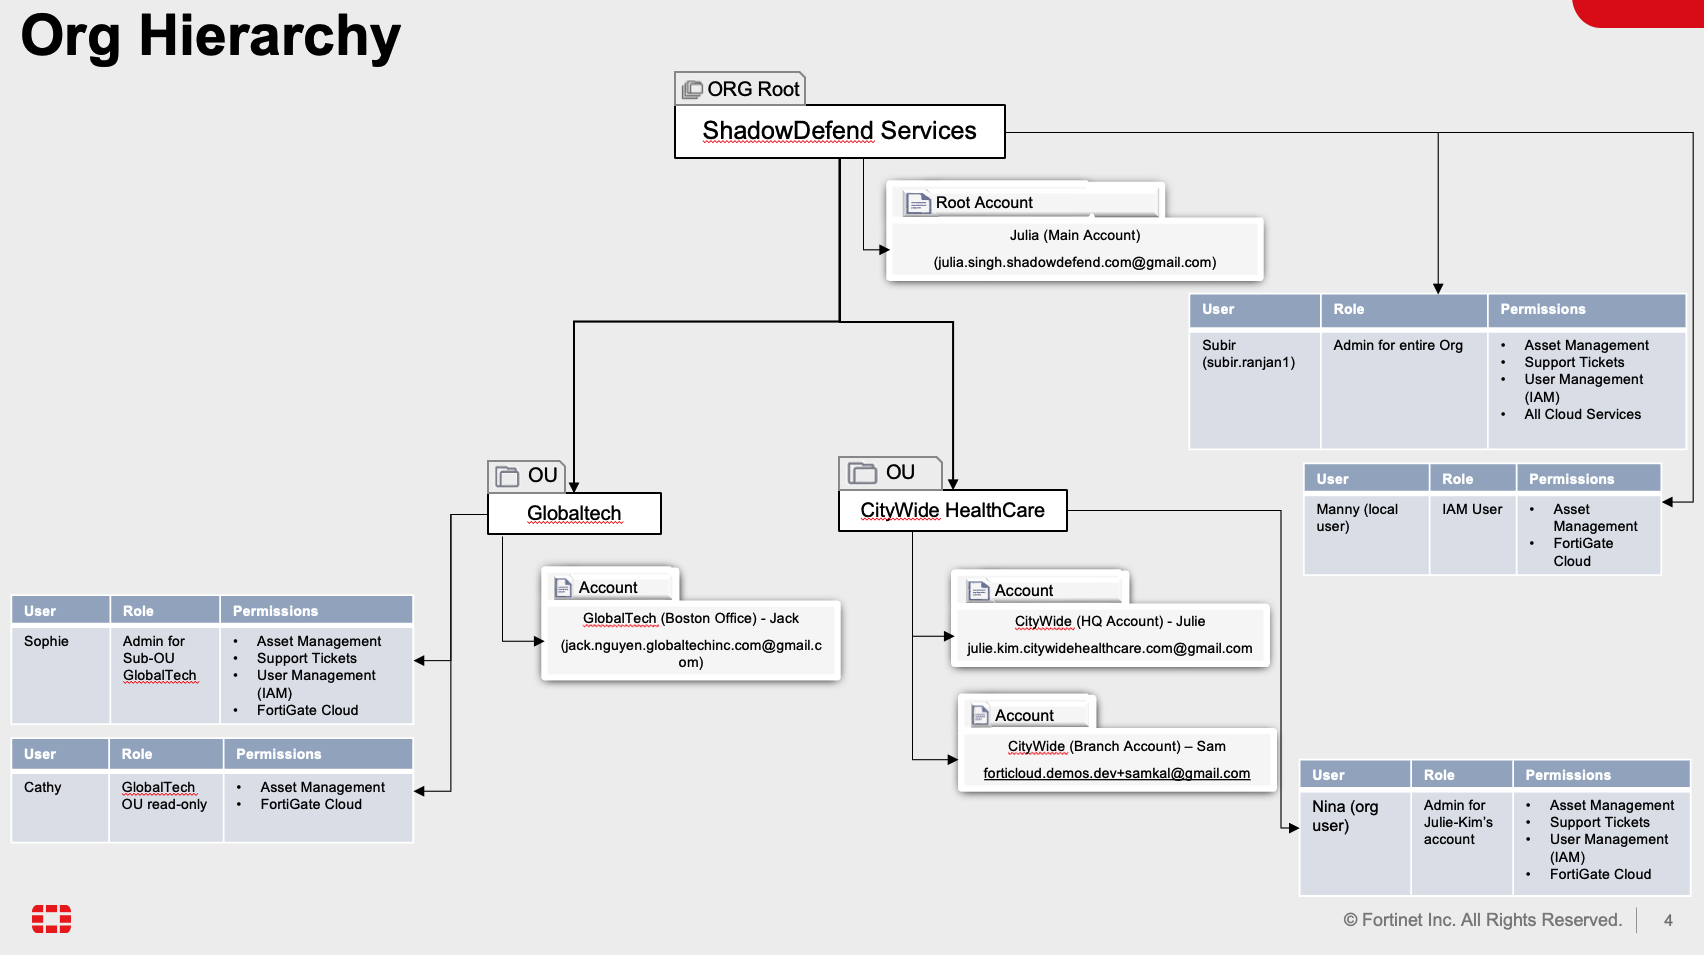 Org Hierarchy
ORG Root
ShadowDefend Services
Root Account
Julia (Main Account)
(julia.singh.shadowdefend.com@gmail.com)
User Role Permissions
Subir
(subir.ranjan1)
Admin for entire Org
• Asset Management
• Support Tickets
• User Management
(IAM)
• All Cloud Services
User Role Permissions
Manny (local
user)
IAM User
• Asset
Management
• FortiGate
Cloud
OU
Globaltech
OU
CityWide HealthCare
Account
GlobalTech (Boston Office) - Jack
(jack.nguyen.globaltechinc.com@gmail.c
om)
Account
CityWide (HQ Account) - Julie
julie.kim.citywidehealthcare.com@gmail.com
Account
CityWide (Branch Account) – Sam
forticloud.demos.dev+samkal@gmail.com
User Role Permissions
Sophie
Admin for
Sub-OU
GlobalTech
• Asset Management
• Support Tickets
• User Management
(IAM)
• FortiGate Cloud
User Role Permissions
Cathy
GlobalTech
OU read-only
• Asset Management
• FortiGate Cloud
User Role Permissions
Nina (org
user)
Admin for
Julie-Kim's
account
• Asset Management
• Support Tickets
• User Management
(IAM)
• FortiGate Cloud
© Fortinet Inc. All Rights Reserved.
4